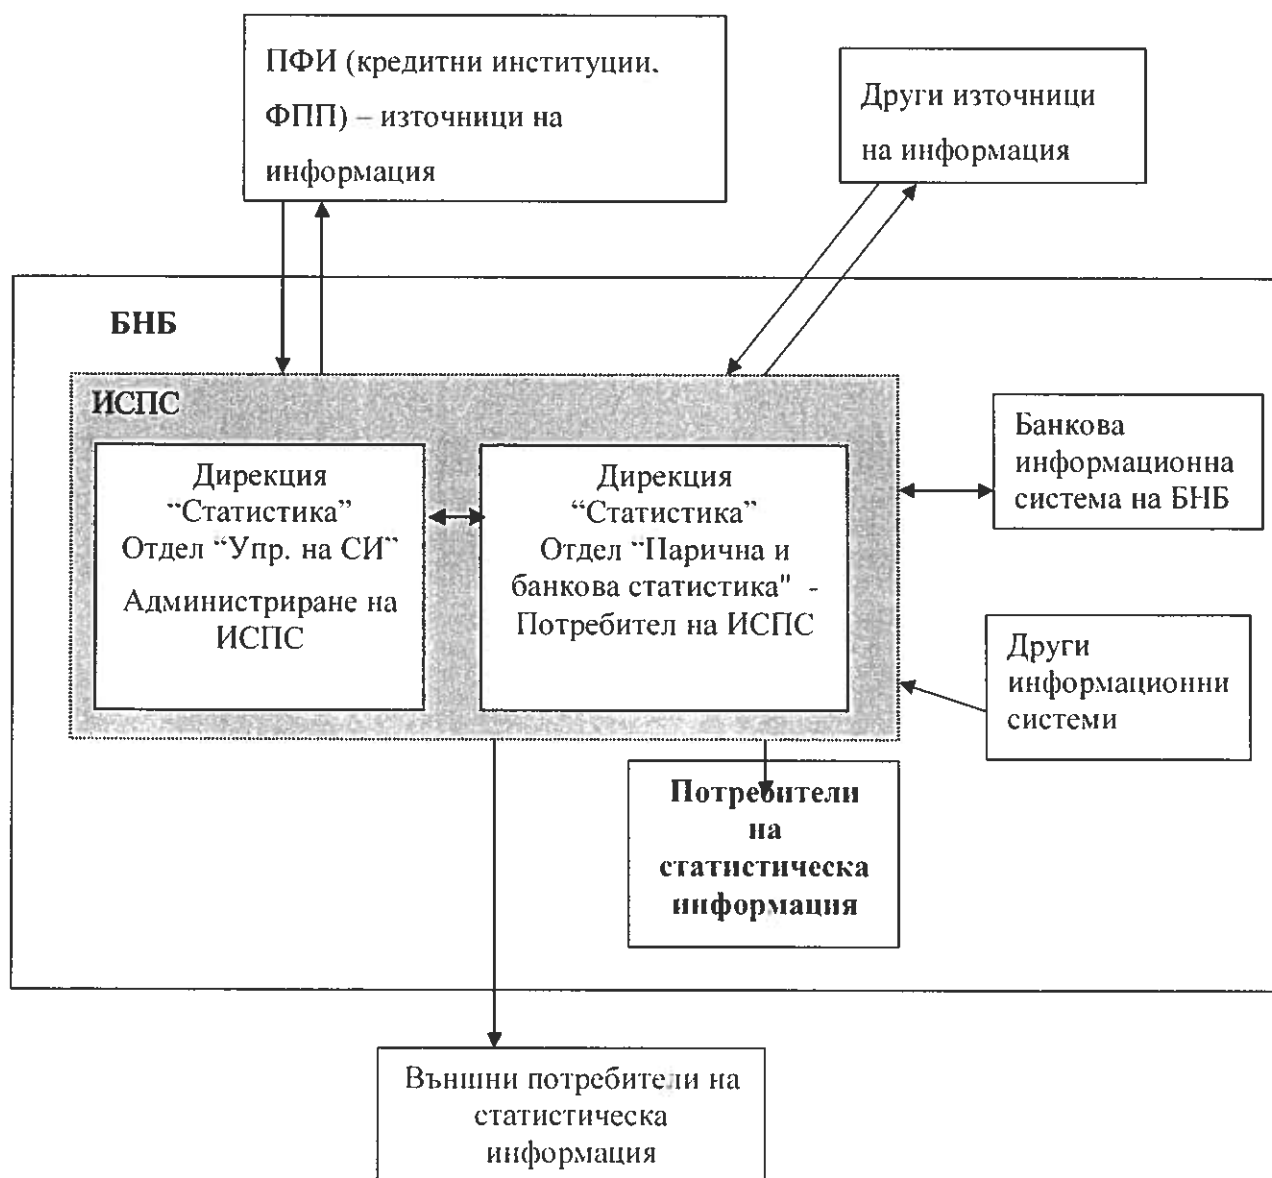 ПФИ (кредитни институции.
ФПП) – източници на
информация
Други източници
на информация
БНБ
ИСПС
Дирекция
“Статистика”
Отдел “Упр. на СИ”
Администриране на
ИСПС
Дирекция
“Статистика”
Отдел “Парична и
банкова статистика" -
Потребител на ИСПС
Банкова
информационна
система на БНБ
Други
информационни
системи
Потребители
на
статистическа
информация
Външни потребители на
статистическа
информация